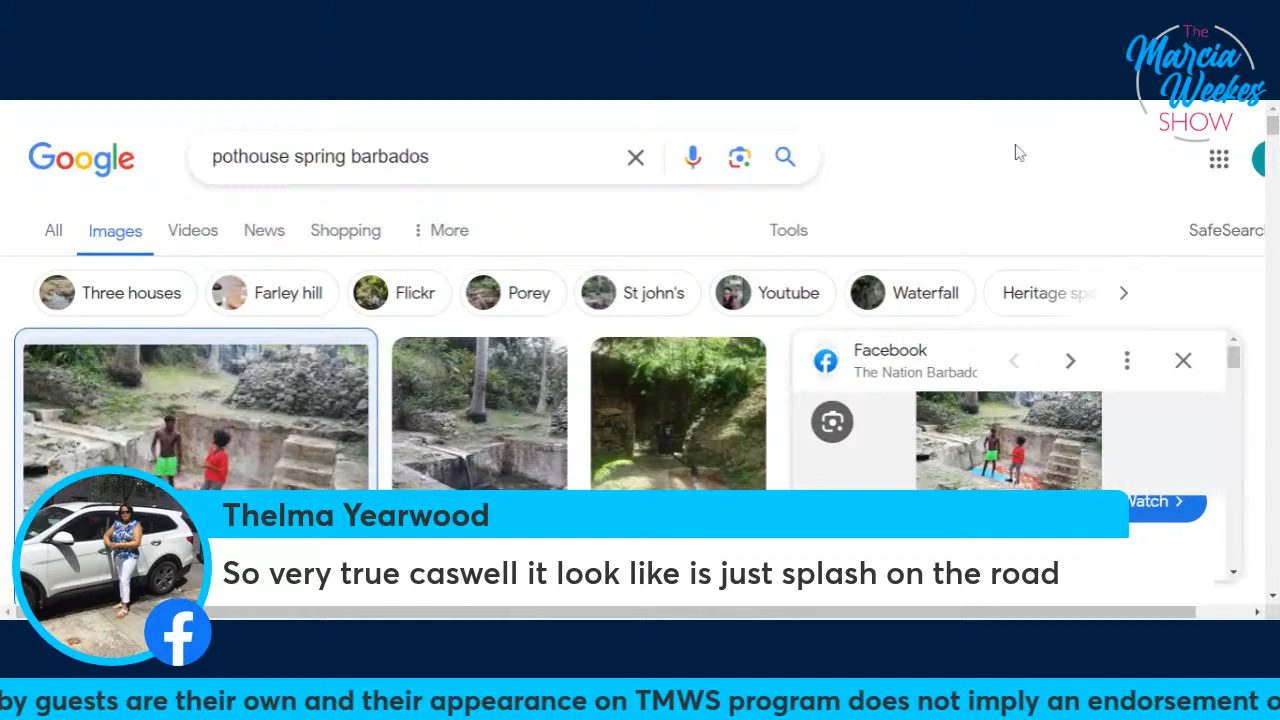 The
Marcia
Weekes
SHOW
Google
pothouse spring barbados
All Images Videos News Shopping More Tools SafeSearc
Three houses Farley hill Flickr Porey St john's Youtube Waterfall Heritage
Facebook
The Nation Barbado
Watch
Thelma Yearwood
So very true caswell it look like is just splash on the road
by guests are their own and their appearance on TMWS program does not imply an endorsement